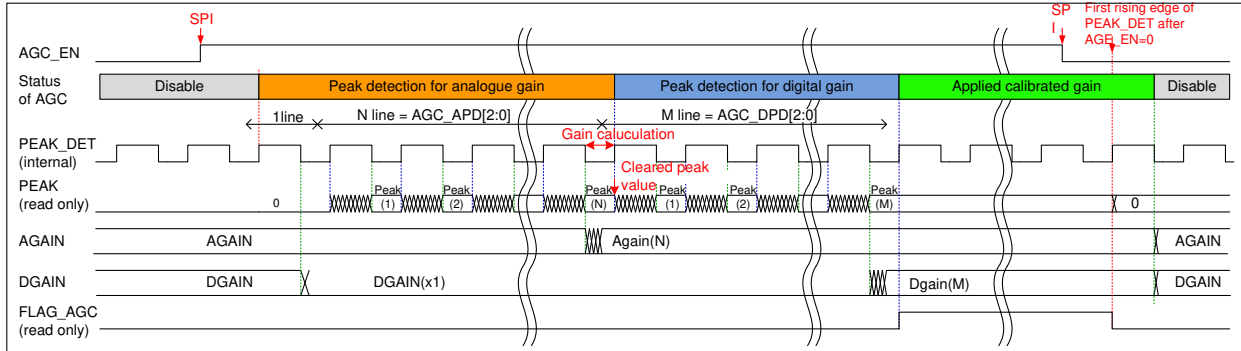 SPI
SP
I
First rising edge of
PEAK_DET after
AGE_EN=0
AGC_EN
Status
of AGC
Disable
Peak detection for analogue gain
Peak detection for digital gain
Applied calibrated gain
Disable
1line
N line = AGC_APD[2:0]
M line = AGC_DPD[2:0]
Gain caluculation
PEAK_DET
(internal)
Cleared peak
value
PEAK
(read only)
0
Peak
(1)
Peak
(2)
Peak
(N)
Peak
(1)
Peak
(2)
Peak
(M)
0
AGAIN
AGAIN
Again(N)
AGAIN
DGAIN
DGAIN
DGAIN(x1)
Dgain(M)
DGAIN
FLAG_AGC
(read only)